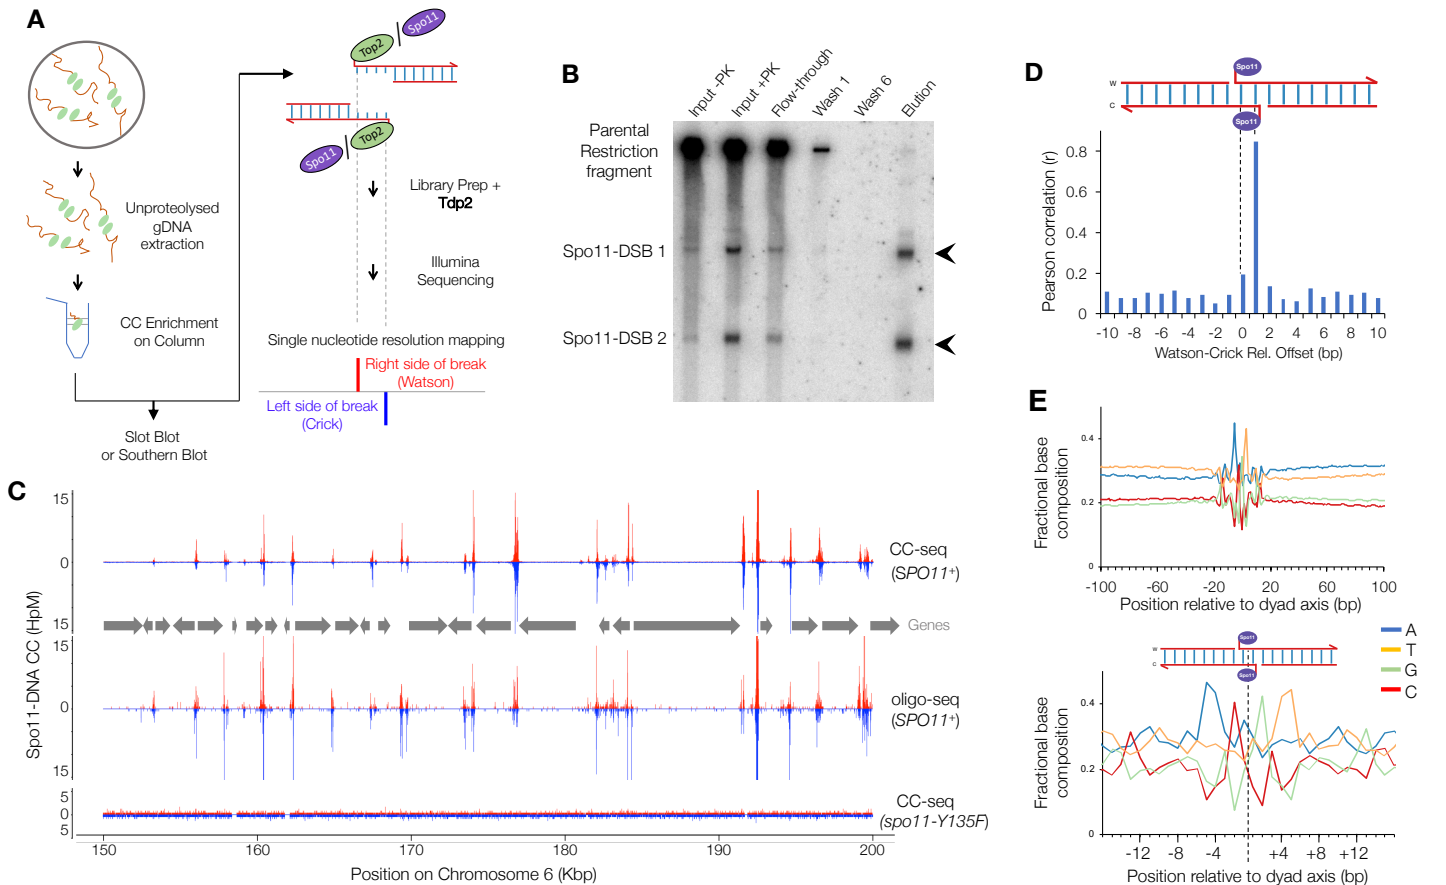 A
Top2
Spo11
Spo11
Top2
Unproteolysed
gDNA
extraction
CC Enrichment
on Column
Slot Blot
or Southern Blot
Library Prep +
Tdp2
Illumina
Sequencing
Single nucleotide resolution mapping
Right side of break
(Watson)
Left side of break
(Crick)
B
Input -PK
Input +PK
Flow-through
Wash 1
Wash 6
Elution
Parental
Restriction
fragment
Spo11-DSB 1
Spo11-DSB 2
C
Spo11-DNA CC (HpM)
15
0
15
CC-seq
(SPO11+)
Genes
15
0
15
oligo-seq
(SPO11+)
5
0
5
CC-seq
(spo11-Y135F)
150 160 170 180 190 200
Position on Chromosome 6 (Kbp)
D
Spo11
W
C
Spo11
Pearson correlation (r)
0.8
0.6
0.4
0.2
0
-10 -8 -6 -4 -2 0 2 4 6 8 10
Watson-Crick Rel. Offset (bp)
E
Fractional base
composition
0.4
0.2
0
-100 -60 -20 20 60 100
Position relative to dyad axis (bp)
Spo11
W
C
Spo11
A
T
G
C
Fractional base
composition
0.4
0.2
0
-12 -8 -4 +4 +8 +12
Position relative to dyad axis (bp)